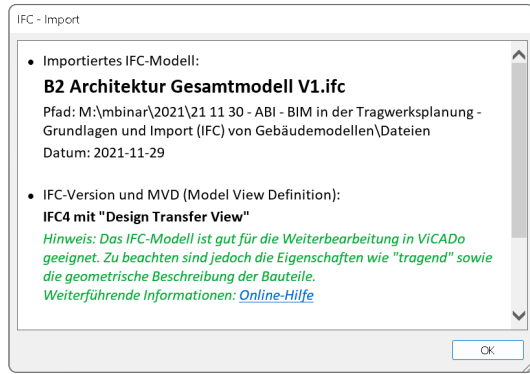 IFC - Import
• Importiertes IFC-Modell:
B2 Architektur Gesamtmodell V1.ifc
Pfad: M:\mbinar\2021\21 11 30 - ABI - BIM in der Tragwerksplanung -
Grundlagen und Import (IFC) von Gebäudemodellen\Dateien
Datum: 2021-11-29
• IFC-Version und MVD (Model View Definition):
IFC4 mit "Design Transfer View"
Hinweis: Das IFC-Modell ist gut für die Weiterbearbeitung in ViCADo
geeignet. Zu beachten sind jedoch die Eigenschaften wie "tragend" sowie
die geometrische Beschreibung der Bauteile.
Weiterführende Informationen: Online-Hilfe
OK